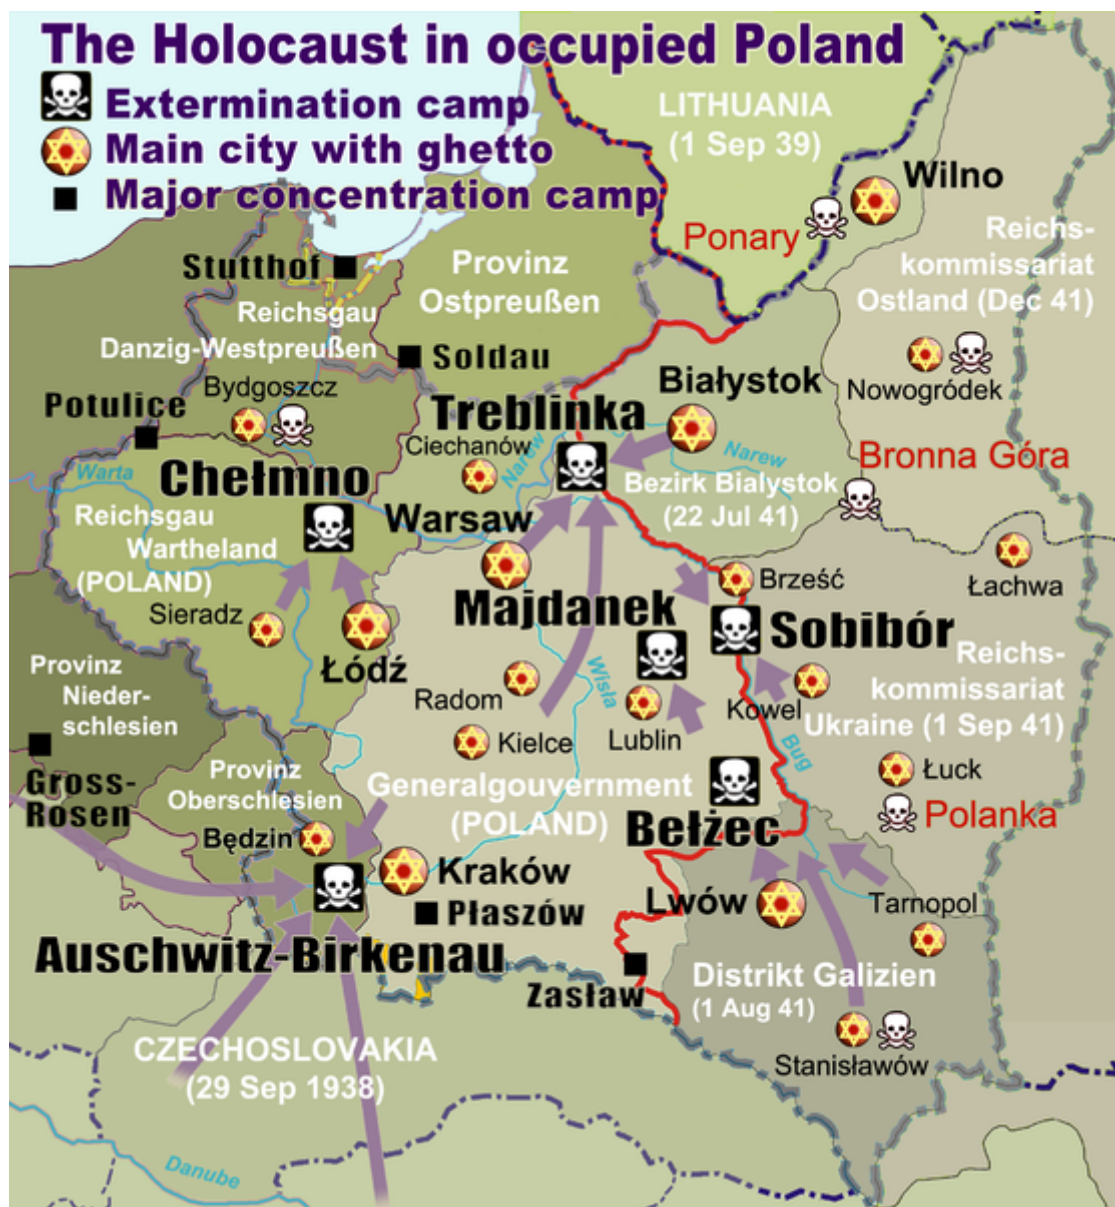 The Holocaust in occupied Poland
Extermination camp
Main city with ghetto
Major concentration camp
LITHUANIA
(1 Sep 39)
Wilno
Ponary
Reichs-
kommissariat
Ostland (Dec 41)
Stutthof
Provinz
Ostpreußen
Reichsgau
Danzig-Westpreußen
Soldau
Nowogródek
Bydgoszcz
Potulice
Białystok
Treblinka
Ciechanów
Narew
Narew
Bronna Góra
Warta
Chełmno
Bezirk Bialystok
(22 Jul 41)
Reichsgau
Wartheland
(POLAND)
Warsaw
Brześć
Łachwa
Sieradz
Majdanek
Sobibór
Łódź
Reichs-
kommissariat
Ukraine (1 Sep 41)
Provinz
Nieder-
schlesien
Radom
Wisła
Kowel
Kielce
Lublin
Bug
Gross-
Rosen
Provinz
Oberschlesien
Generalgouvernment
(POLAND)
Łuck
Polanka
Będzin
Bełżec
Kraków
Lwów
Tarnopol
Płaszów
Auschwitz-Birkenau
Zasław
Distrikt Galizien
(1 Aug 41)
Stanisławów
CZECHOSLOVAKIA
(29 Sep 1938)
Danube